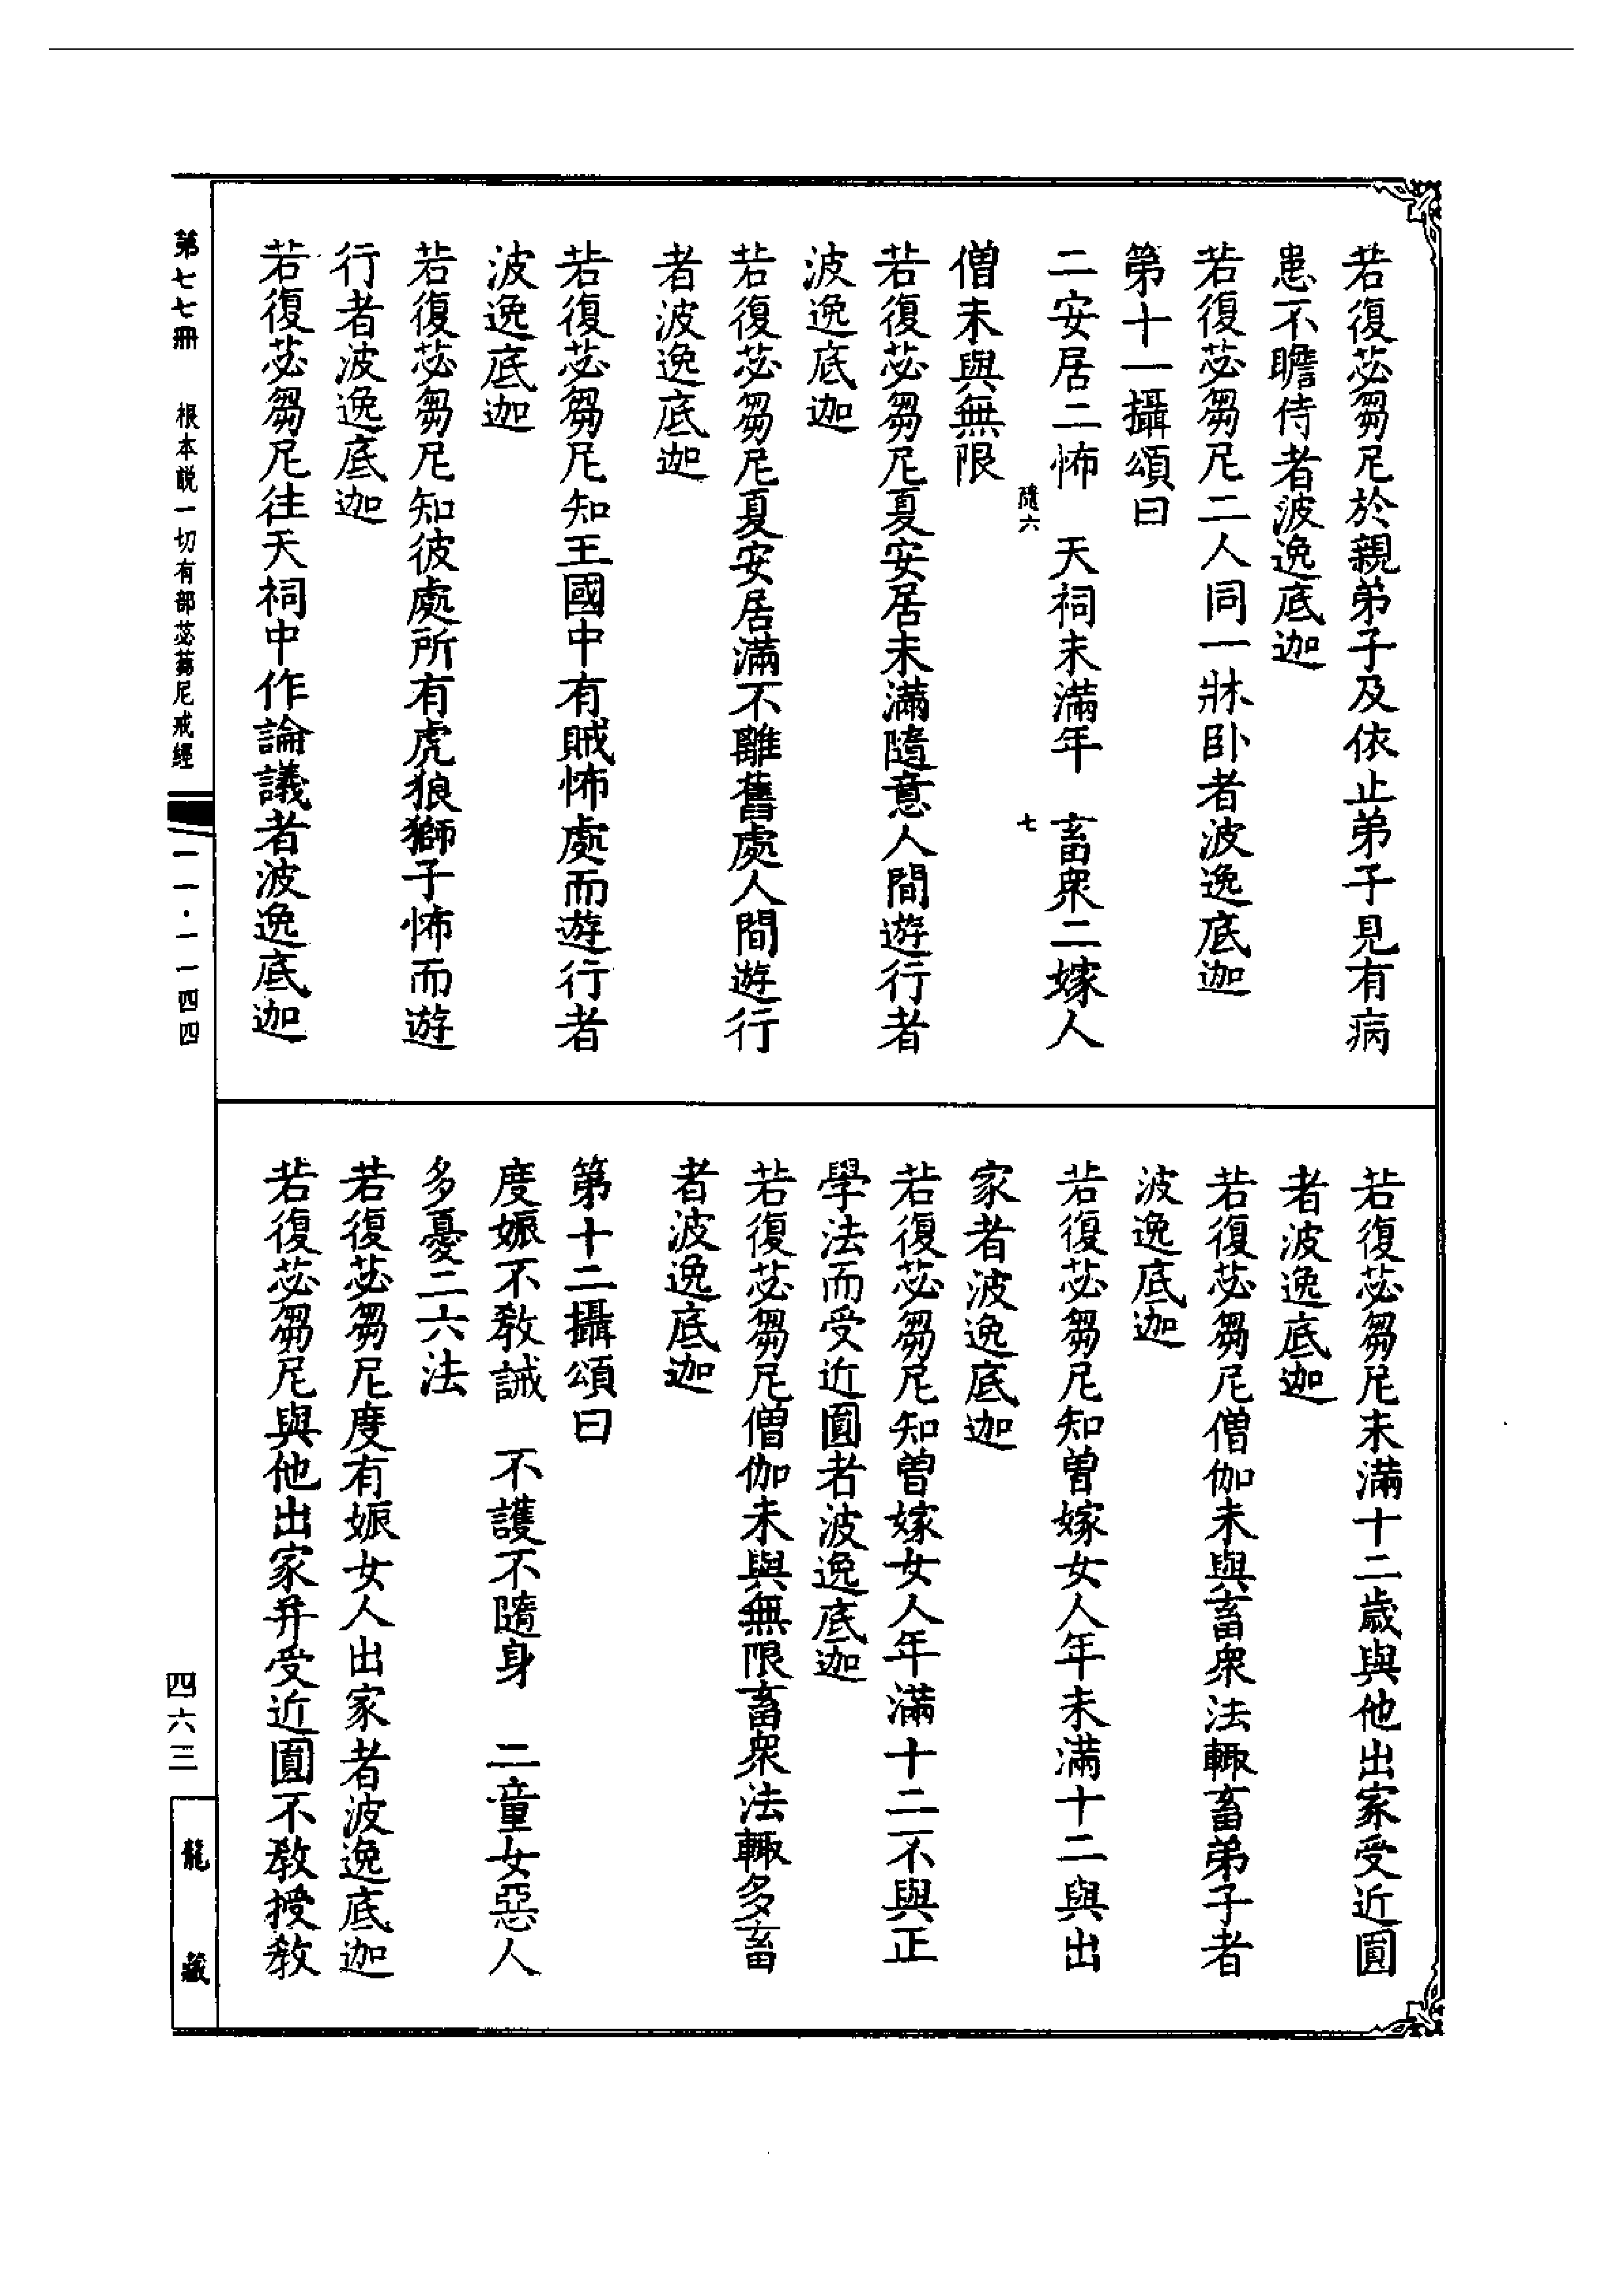 若復苾芻尼於親弟子及依止弟子見有病
患不瞻侍者波逸底迦
若復苾芻尼二人同一牀卧者波逸底迦
第十一攝頌曰
二安居二怖　天祠未滿年　畜衆二嫁人
隨六　七
僧未與無限
若復苾芻尼夏安居未滿隨意人間遊行者
波逸底迦
若復苾芻尼夏安居滿不離舊處人間遊行
者波逸底迦
若復苾芻尼知王國中有賊怖處而遊行者
波逸底迦
若復苾芻尼知彼處所有虎狼獅子怖而遊
行者波逸底迦
若復苾芻尼往天祠中作論議者波逸底迦
若復苾芻尼未滿十二歲與他出家受近圓
者波逸底迦
若復苾芻尼僧伽未與畜衆法輙畜弟子者
波逸底迦
若復苾芻尼知曾嫁女人年未滿十二與出
家者波逸底迦
若復苾芻尼知曾嫁女人年滿十二不與正
學法而受近圓者波逸底迦
若復苾芻尼僧伽未與無限畜衆法輙多畜
者波逸底迦
第十二攝頌曰
度娠不教誡　不護不隨身　二童女惡人
多憂二六法
若復苾芻尼度有娠女人出家者波逸底迦
若復苾芻尼與他出家并受近圓不教授教
第七七冊　根本説一切有部苾蒭尼戒經　一一·一一四四
四六三
龍藏